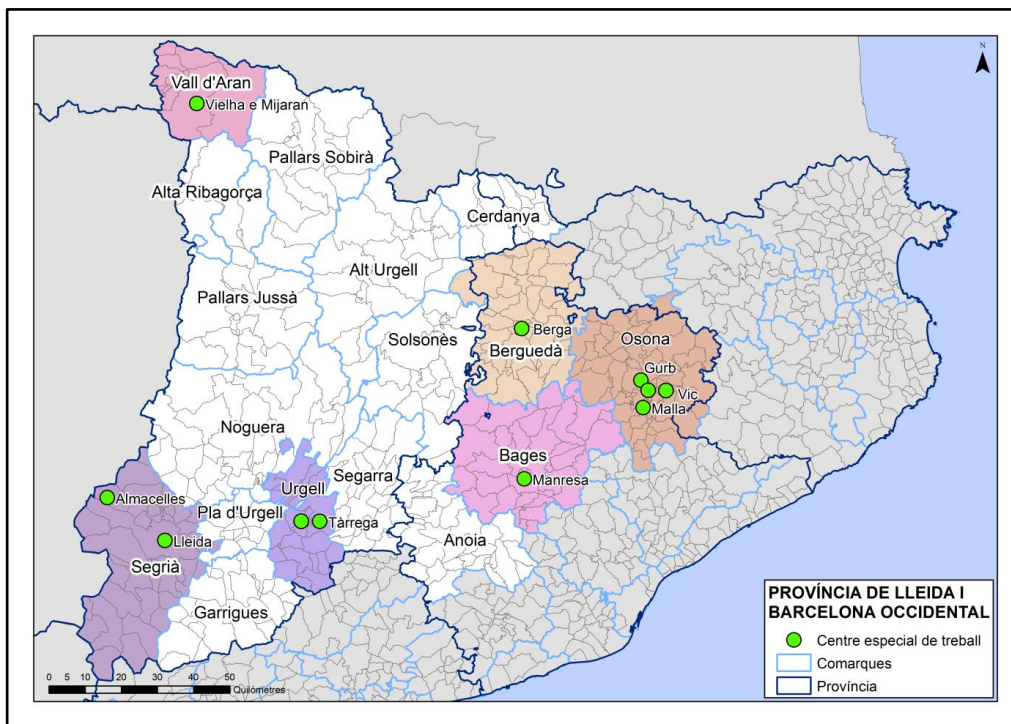 N
Vall d'Aran
Vielha e Mijaran
Pallars Sobirà
Alta Ribagorça
Cerdanya
Alt Urgell
Pallars Jussà
Solsonès
Berga
Berguedà
Osona
Gurb
Vic
Malla
Noguera
Bages
Segarra
Urgell
Manresa
Almacelles
Pla d'Urgell
Tàrrega
Lleida
Anoia
Segrià
Garrigues
PROVÍNCIA DE LLEIDA I
BARCELONA OCCIDENTAL
Centre especial de treball
Comarques
Província
0 5 10 20 30 40 50
Quilòmetres